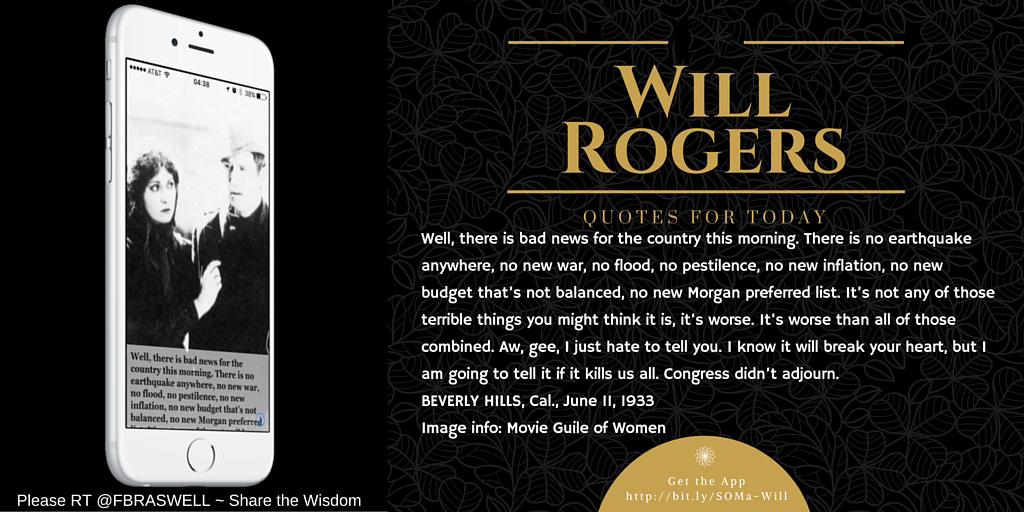 AT&T
04:38
38%
Well, there is bad news for the
country this morning. There is no
earthquake anywhere, no new war,
no flood, no pestilence, no new
inflation, no new budget that's not
balanced, no new Morgan preferred
Please RT @FBRASWELL ~ Share the Wisdom
WILL
ROGERS
QUOTES FOR TODAY
Well, there is bad news for the country this morning. There is no earthquake
anywhere, no new war, no flood, no pestilence, no new inflation, no new
budget that's not balanced, no new Morgan preferred list. It's not any of those
terrible things you might think it is, it's worse. It's worse than all of those
combined. Aw, gee, I just hate to tell you. I know it will break your heart, but I
am going to tell it if it kills us all. Congress didn't adjourn.
BEVERLY HILLS, Cal., June 11, 1933
Image info: Movie Guile of Women
Get the App
http://bit.ly/SOMa-Will